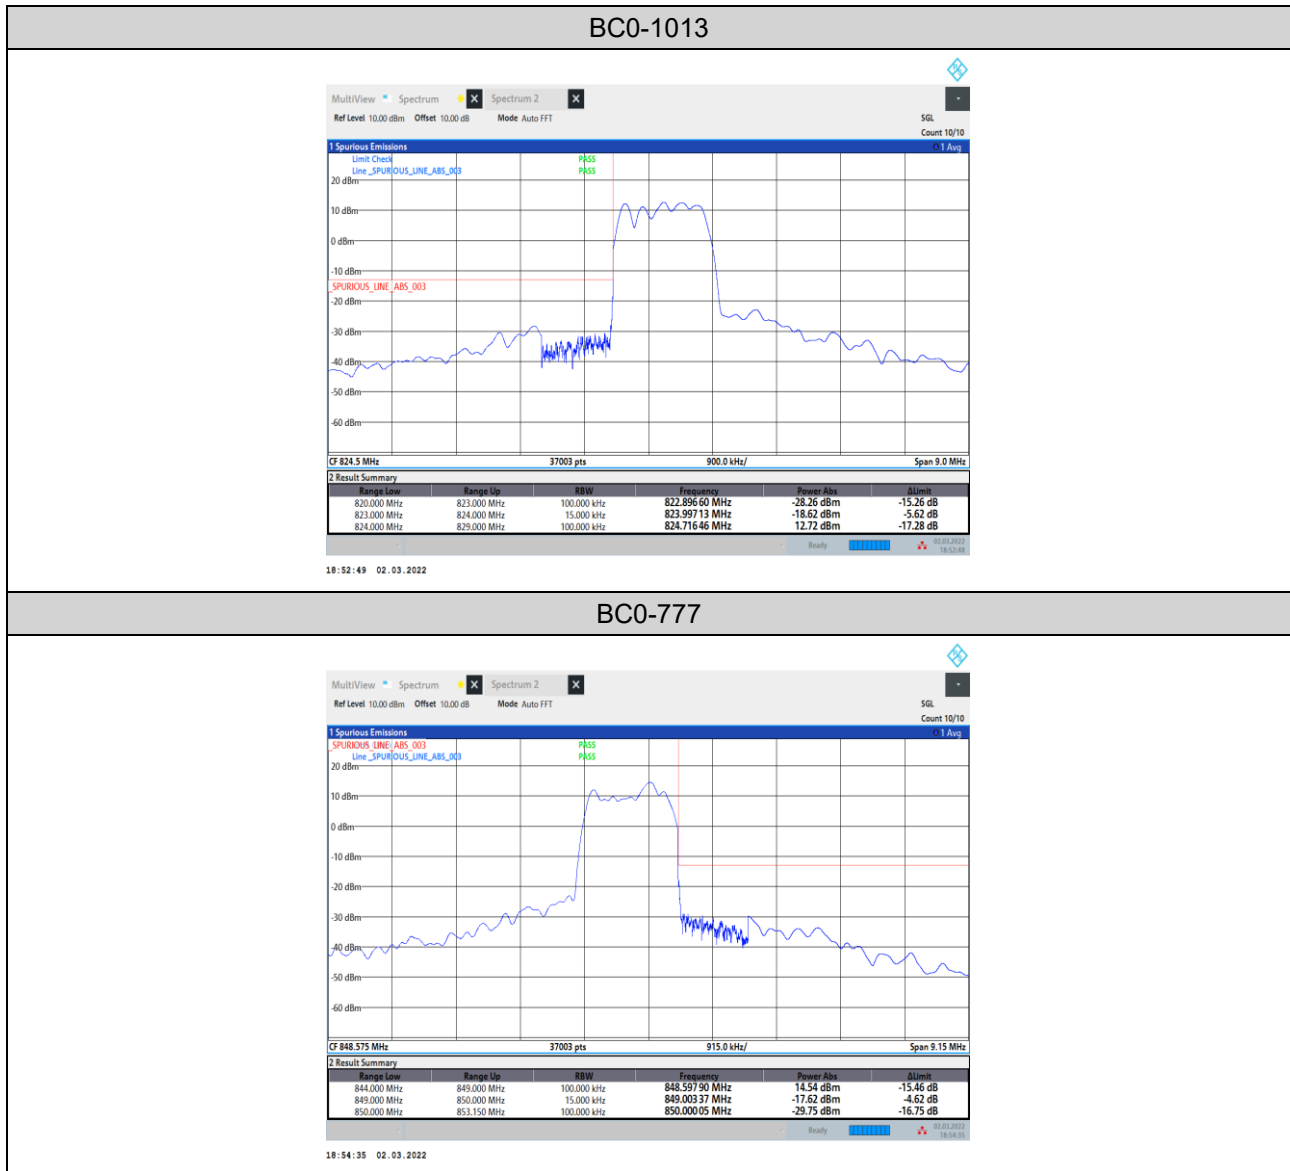 BC0-1013
MultiView Spectrum X Spectrum 2 X
Ref Level 10.00 dBm Offset 10.00 dB Mode Auto FFT SGL
Count 10/10
1 Spurious Emissions 1 Avg
Limit Check PASS
Line _SPURIOUS_LINE_ABS_003 PASS
20 dBm
10 dBm
0 dBm
-10 dBm
_SPURIOUS_LINE_ABS_003
-20 dBm
-30 dBm
-40 dBm
-50 dBm
-60 dBm
CF 824.5 MHz 37003 pts 900.0 kHz/ Span 9.0 MHz
2 Result Summary
Range Low Range Up RBW Frequency Power Abs ΔLimit
820.000 MHz 823.000 MHz 100.000 kHz 822.896 60 MHz -28.26 dBm -15.26 dB
823.000 MHz 824.000 MHz 15.000 kHz 823.997 13 MHz -18.62 dBm -5.62 dB
824.000 MHz 829.000 MHz 100.000 kHz 824.716 46 MHz 12.72 dBm -17.28 dB
Ready 02.03.2022
18:52:48
18:52:49 02.03.2022
BC0-777
MultiView Spectrum X Spectrum 2 X
Ref Level 10.00 dBm Offset 10.00 dB Mode Auto FFT SGL
Count 10/10
1 Spurious Emissions 1 Avg
_SPURIOUS_LINE_ABS_003 PASS
Line _SPURIOUS_LINE_ABS_003 PASS
20 dBm
10 dBm
0 dBm
-10 dBm
-20 dBm
-30 dBm
-40 dBm
-50 dBm
-60 dBm
CF 848.575 MHz 37003 pts 915.0 kHz/ Span 9.15 MHz
2 Result Summary
Range Low Range Up RBW Frequency Power Abs ΔLimit
844.000 MHz 849.000 MHz 100.000 kHz 848.597 90 MHz 14.54 dBm -15.46 dB
849.000 MHz 850.000 MHz 15.000 kHz 849.003 37 MHz -17.62 dBm -4.62 dB
850.000 MHz 853.150 MHz 100.000 kHz 850.000 05 MHz -29.75 dBm -16.75 dB
Ready 02.03.2022
18:54:35
18:54:35 02.03.2022